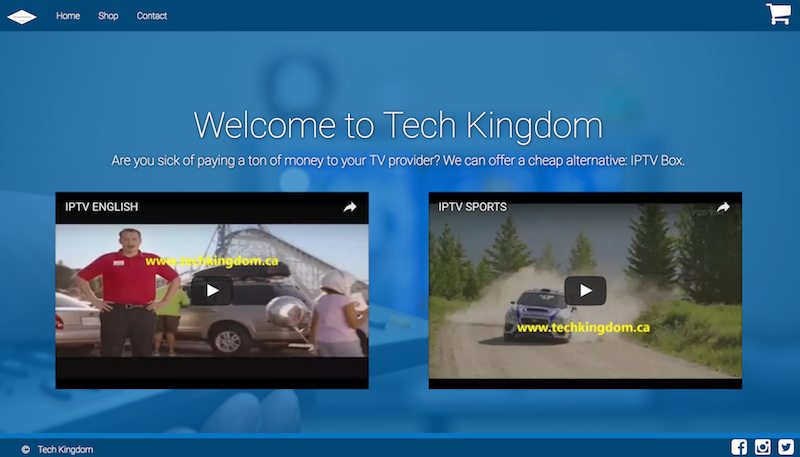 Home Shop Contact
Welcome to Tech Kingdom
Are you sick of paying a ton of money to your TV provider? We can offer a cheap alternative: IPTV Box.
IPTV ENGLISH
www.techkingdom.ca
IPTV SPORTS
www.techkingdom.ca
© Tech Kingdom